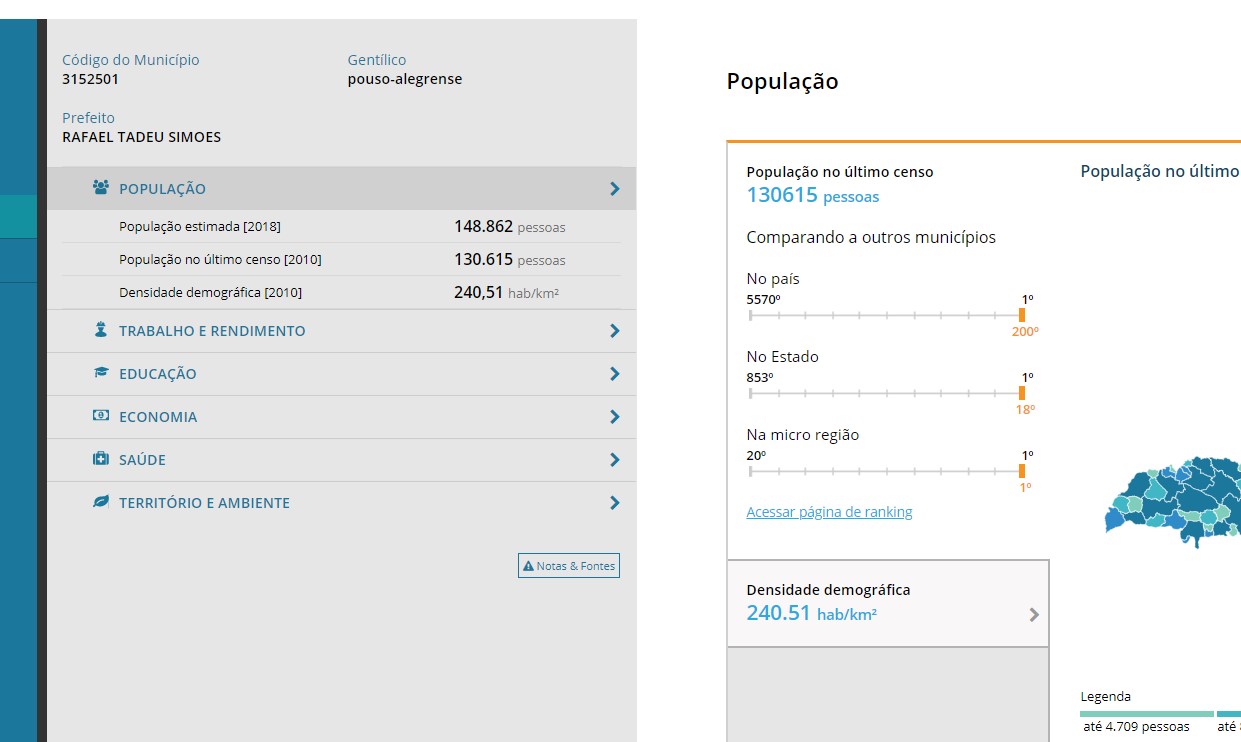 Código do Município
3152501
Gentílico
pouso-alegrense
Prefeito
RAFAEL TADEU SIMOES
POPULAÇÃO
População estimada [2018] 148.862 pessoas
População no último censo [2010] 130.615 pessoas
Densidade demográfica [2010] 240,51 hab/km²
TRABALHO E RENDIMENTO
EDUCAÇÃO
ECONOMIA
SAÚDE
TERRITÓRIO E AMBIENTE
Notas & Fontes
População
População no último censo
130615 pessoas
Comparando a outros municípios
No país
5570º 1º
200º
No Estado
853º 1º
18º
Na micro região
20º 1º
1º
Acessar página de ranking
Densidade demográfica
240.51 hab/km²
População no último
Legenda
até 4.709 pessoas até